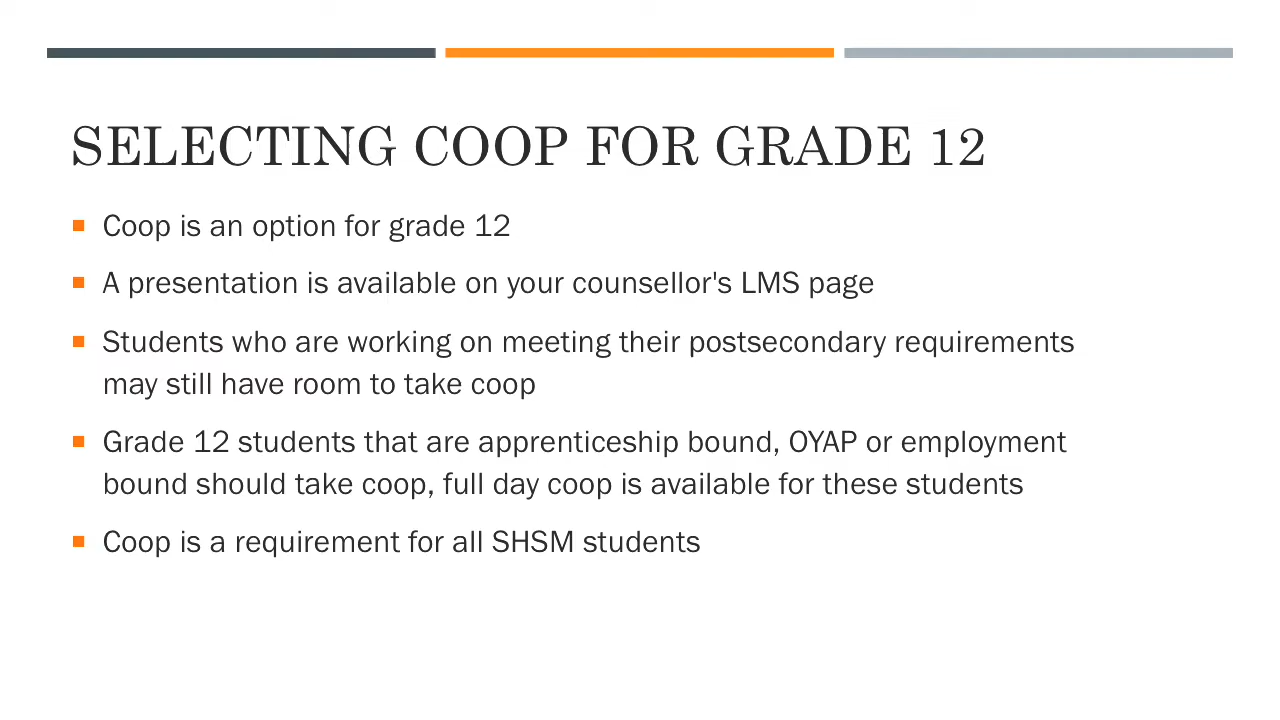 SELECTING COOP FOR GRADE 12
Coop is an option for grade 12
A presentation is available on your counsellor's LMS page
Students who are working on meeting their postsecondary requirements
may still have room to take coop
Grade 12 students that are apprenticeship bound, OYAP or employment
bound should take coop, full day coop is available for these students
Coop is a requirement for all SHSM students